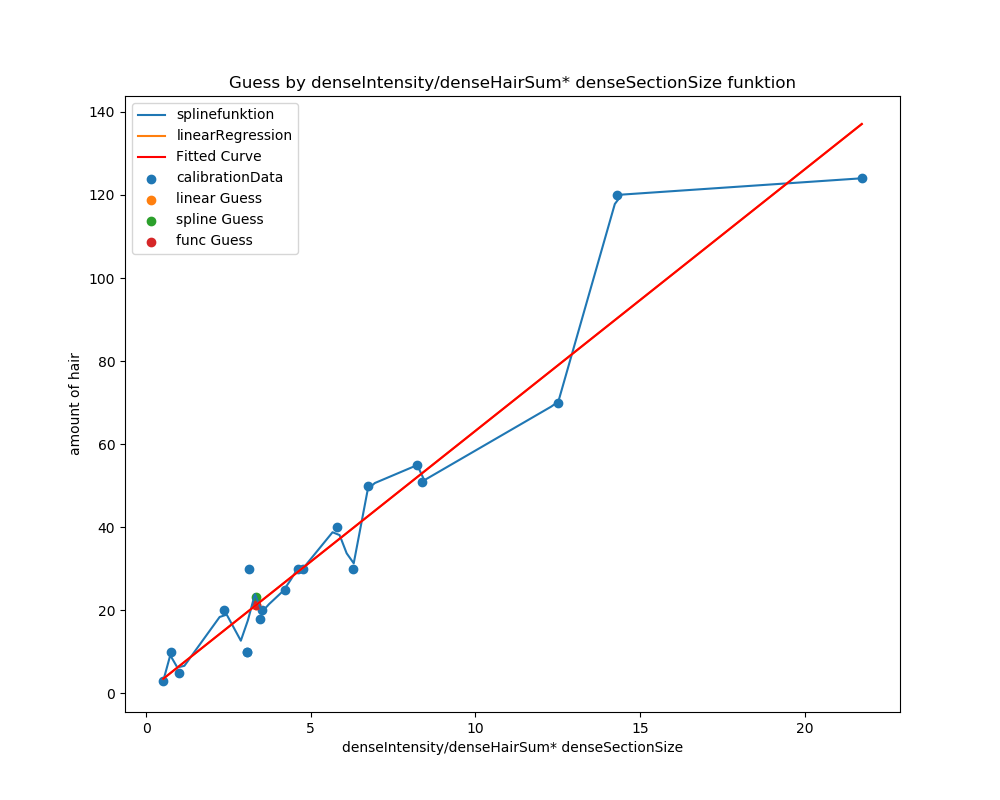 Guess by denseIntensity/denseHairSum* denseSectionSize funktion
splinefunktion
linearRegression
Fitted Curve
calibrationData
linear Guess
spline Guess
func Guess
amount of hair
140
120
100
80
60
40
20
0
0 5 10 15 20
denseIntensity/denseHairSum* denseSectionSize